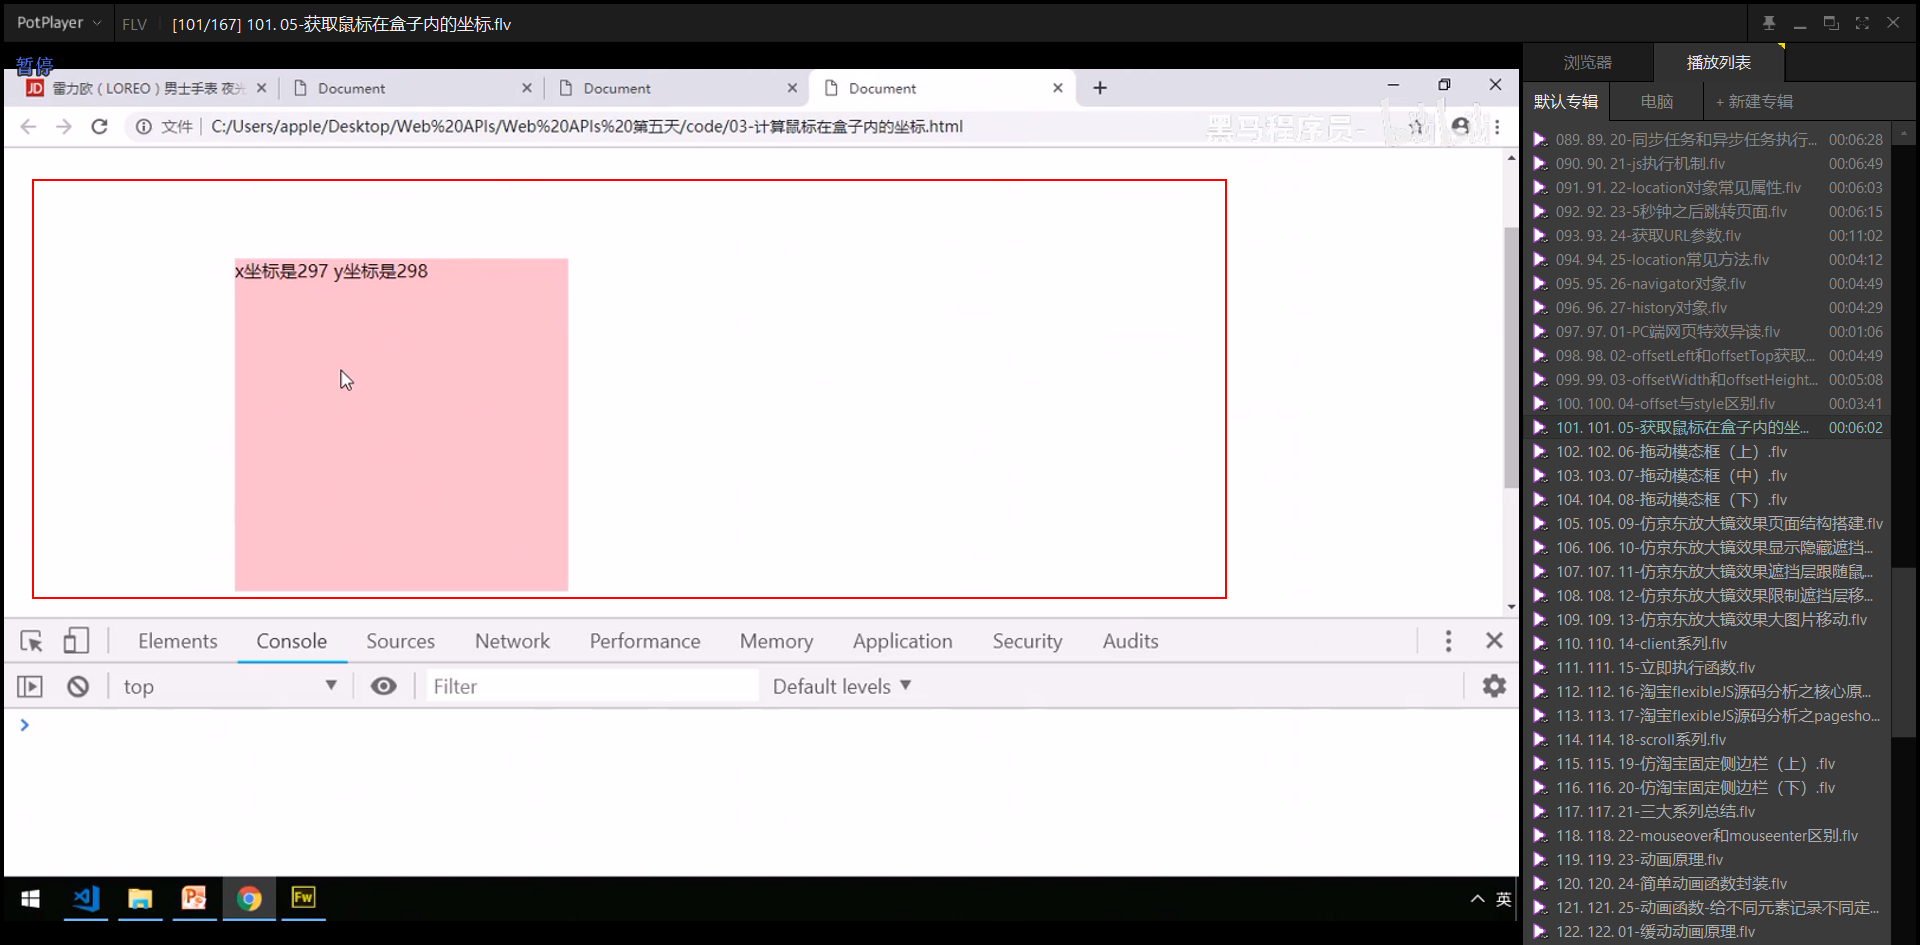 PotPlayer
FLV
[101/167] 101. 05-获取鼠标在盒子内的坐标.flv
暂停
雷力欧（LOREO）男士手表 夜光
Document
Document
Document
文件
C:/Users/apple/Desktop/Web%20APIs/Web%20APIs%20第五天/code/03-计算鼠标在盒子内的坐标.html
黑马程序员-
bilibili
x坐标是297 y坐标是298
Elements
Console
Sources
Network
Performance
Memory
Application
Security
Audits
top
Filter
Default levels
英
浏览器
播放列表
默认专辑
电脑
+ 新建专辑
089. 89. 20-同步任务和异步任务执行... 00:06:28
090. 90. 21-js执行机制.flv 00:06:49
091. 91. 22-location对象常见属性.flv 00:06:03
092. 92. 23-5秒钟之后跳转页面.flv 00:06:15
093. 93. 24-获取URL参数.flv 00:11:02
094. 94. 25-location常见方法.flv 00:04:12
095. 95. 26-navigator对象.flv 00:04:49
096. 96. 27-history对象.flv 00:04:29
097. 97. 01-PC端网页特效导读.flv 00:01:06
098. 98. 02-offsetLeft和offsetTop获取... 00:04:49
099. 99. 03-offsetWidth和offsetHeight... 00:05:08
100. 100. 04-offset与style区别.flv 00:03:41
101. 101. 05-获取鼠标在盒子内的坐... 00:06:02
102. 102. 06-拖动模态框（上）.flv
103. 103. 07-拖动模态框（中）.flv
104. 104. 08-拖动模态框（下）.flv
105. 105. 09-仿京东放大镜效果页面结构搭建.flv
106. 106. 10-仿京东放大镜效果显示隐藏遮挡...
107. 107. 11-仿京东放大镜效果遮挡层跟随鼠...
108. 108. 12-仿京东放大镜效果限制遮挡层移...
109. 109. 13-仿京东放大镜效果大图片移动.flv
110. 110. 14-client系列.flv
111. 111. 15-立即执行函数.flv
112. 112. 16-淘宝flexibleJS源码分析之核心原...
113. 113. 17-淘宝flexibleJS源码分析之pagesho...
114. 114. 18-scroll系列.flv
115. 115. 19-仿淘宝固定侧边栏（上）.flv
116. 116. 20-仿淘宝固定侧边栏（下）.flv
117. 117. 21-三大系列总结.flv
118. 118. 22-mouseover和mouseenter区别.flv
119. 119. 23-动画原理.flv
120. 120. 24-简单动画函数封装.flv
121. 121. 25-动画函数-给不同元素记录不同定...
122. 122. 01-缓动动画原理.flv